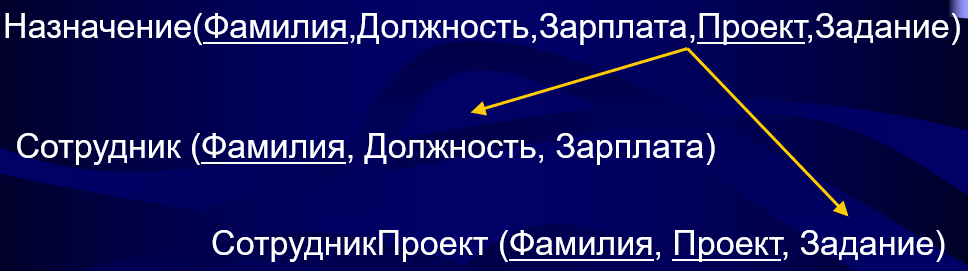 Назначение(Фамилия,Должность,Зарплата,Проект,Задание)
Сотрудник (Фамилия, Должность, Зарплата)
СотрудникПроект (Фамилия, Проект, Задание)